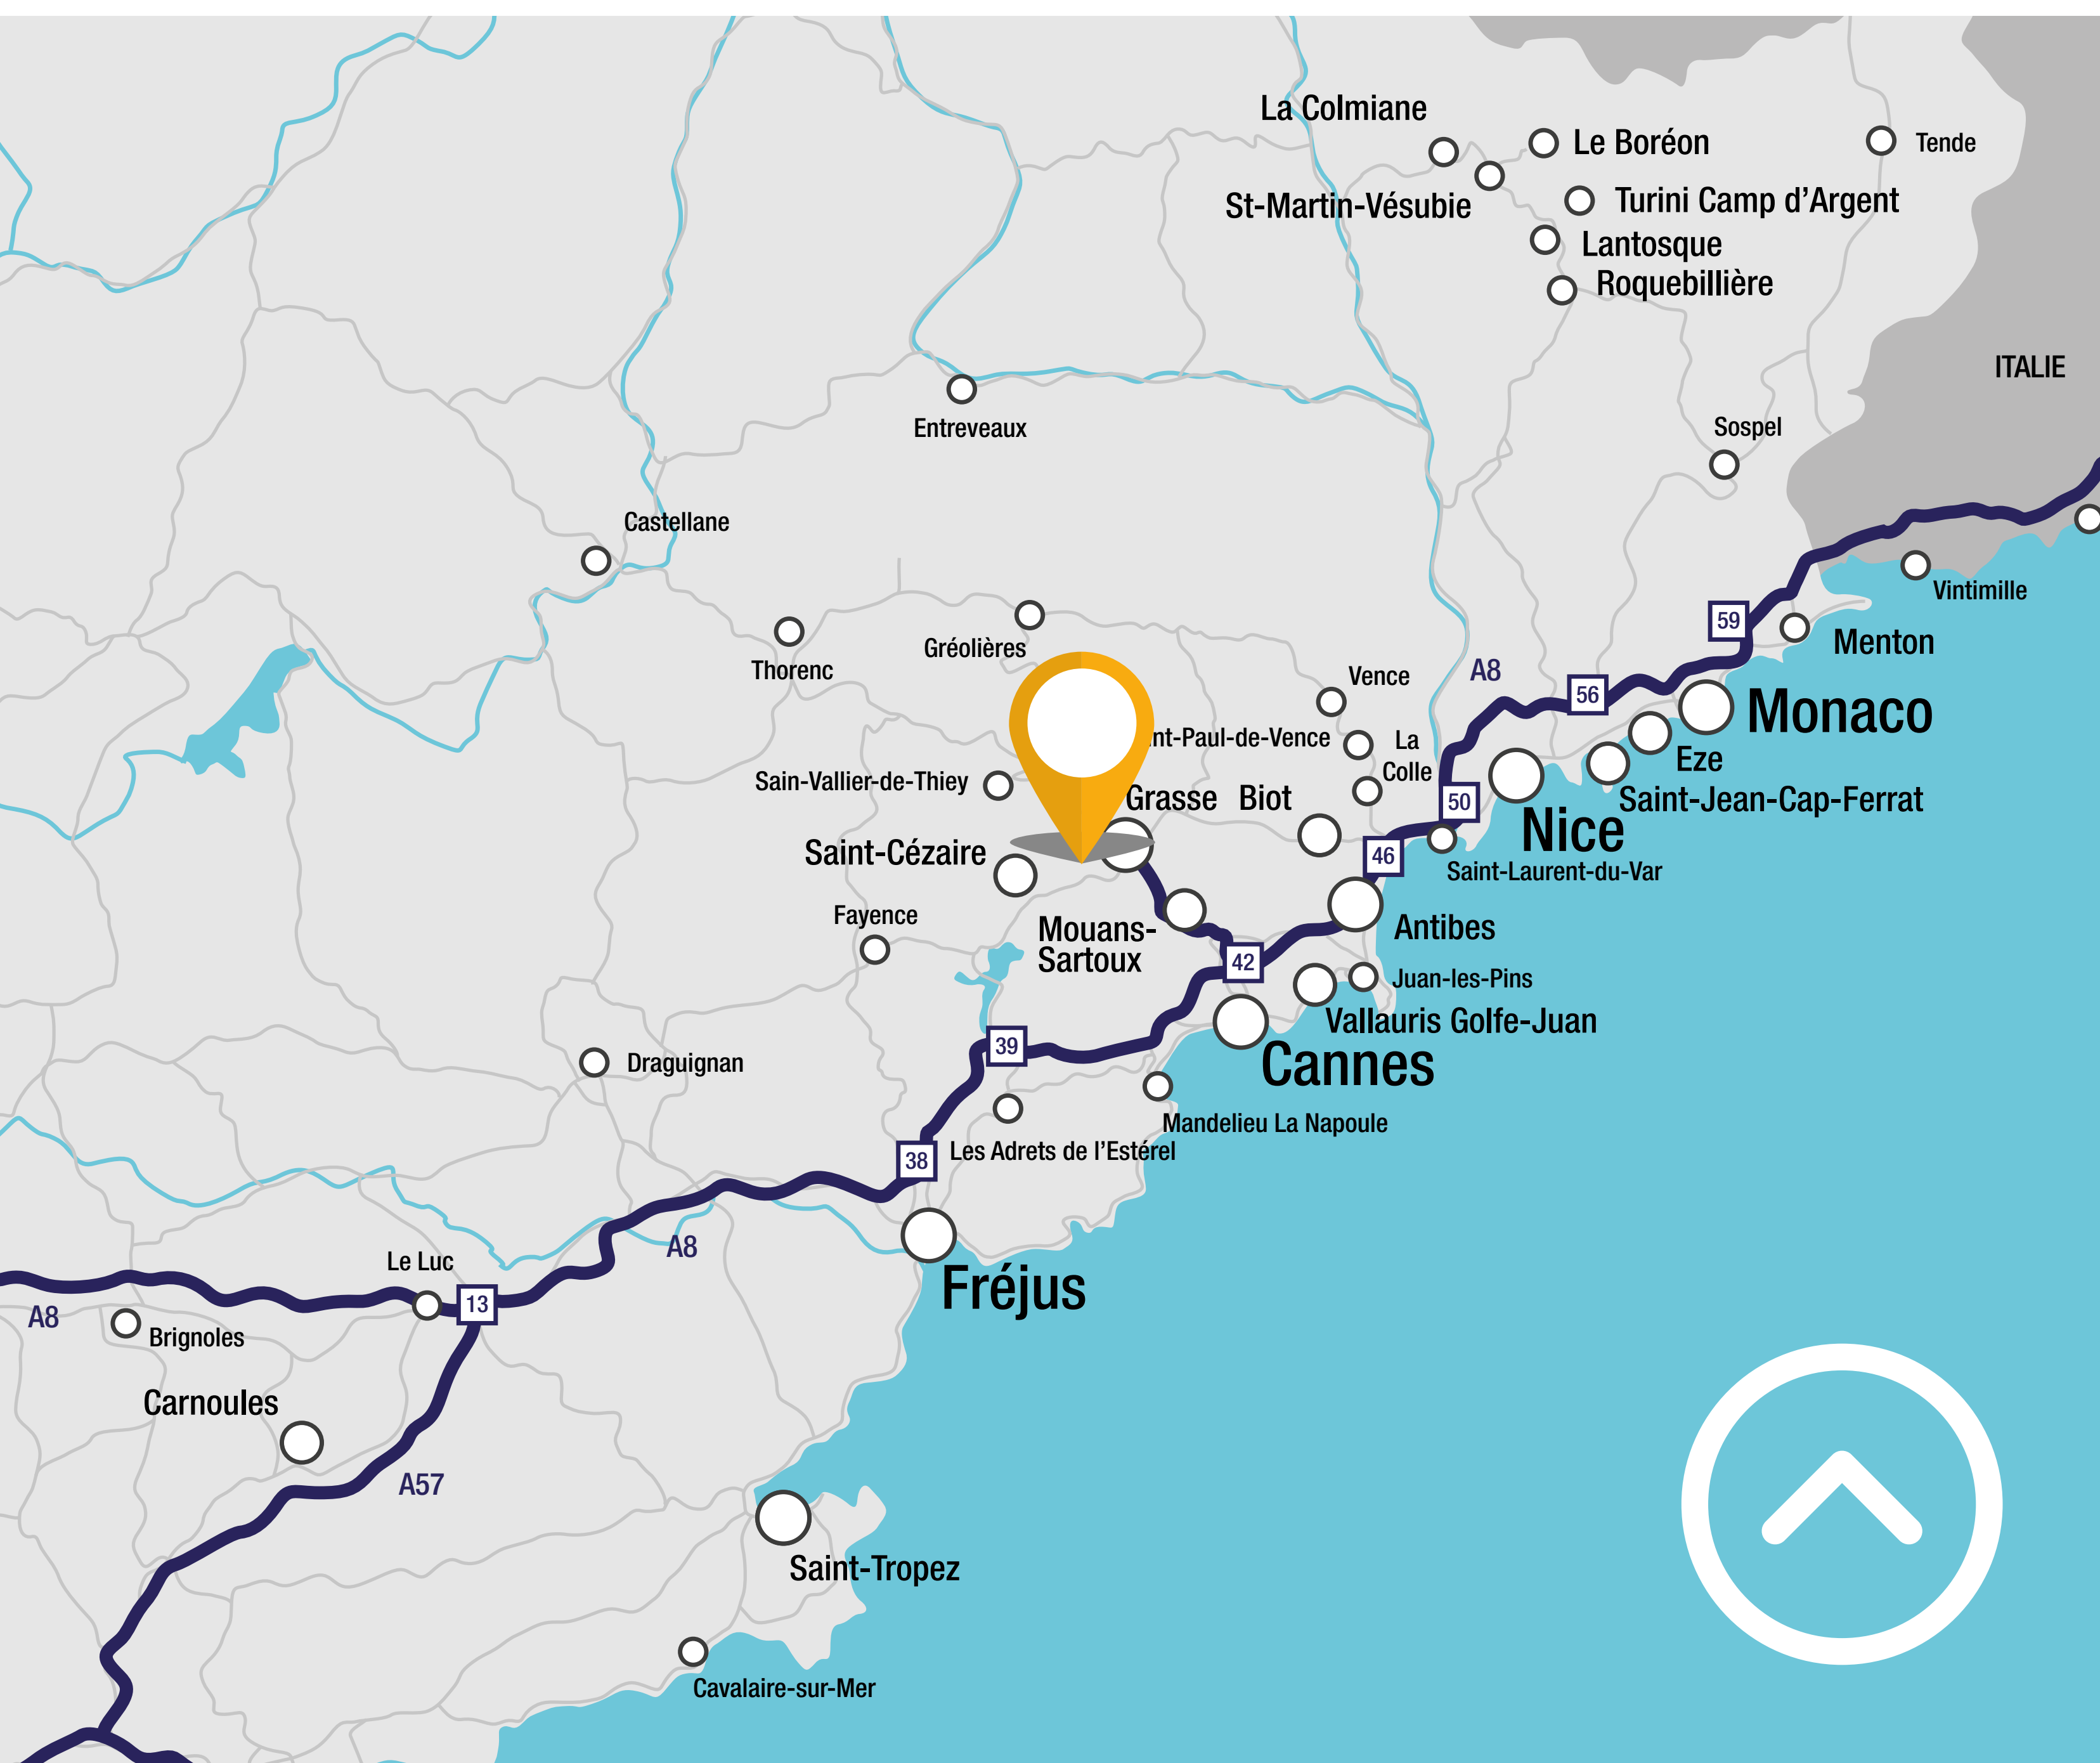 La Colmiane
Le Boréon
Tende
Turini Camp d'Argent
St-Martin-Vésubie
Lantosque
Roquebillière
ITALIE
Entreveaux
Sospel
Castellane
Vintimille
59
Menton
Gréolières
Thorenc
Vence
A8
56
Monaco
nt-Paul-de-Vence
La
Colle
Eze
Sain-Vallier-de-Thiey
Grasse
Biot
50
Saint-Jean-Cap-Ferrat
Nice
Saint-Cézaire
46
Saint-Laurent-du-Var
Fayence
Mouans-
Sartoux
Antibes
42
Juan-les-Pins
Vallauris Golfe-Juan
39
Cannes
Draguignan
Mandelieu La Napoule
38
Les Adrets de l'Estérel
A8
Le Luc
Fréjus
13
A8
Brignoles
Carnoules
A57
Saint-Tropez
Cavalaire-sur-Mer